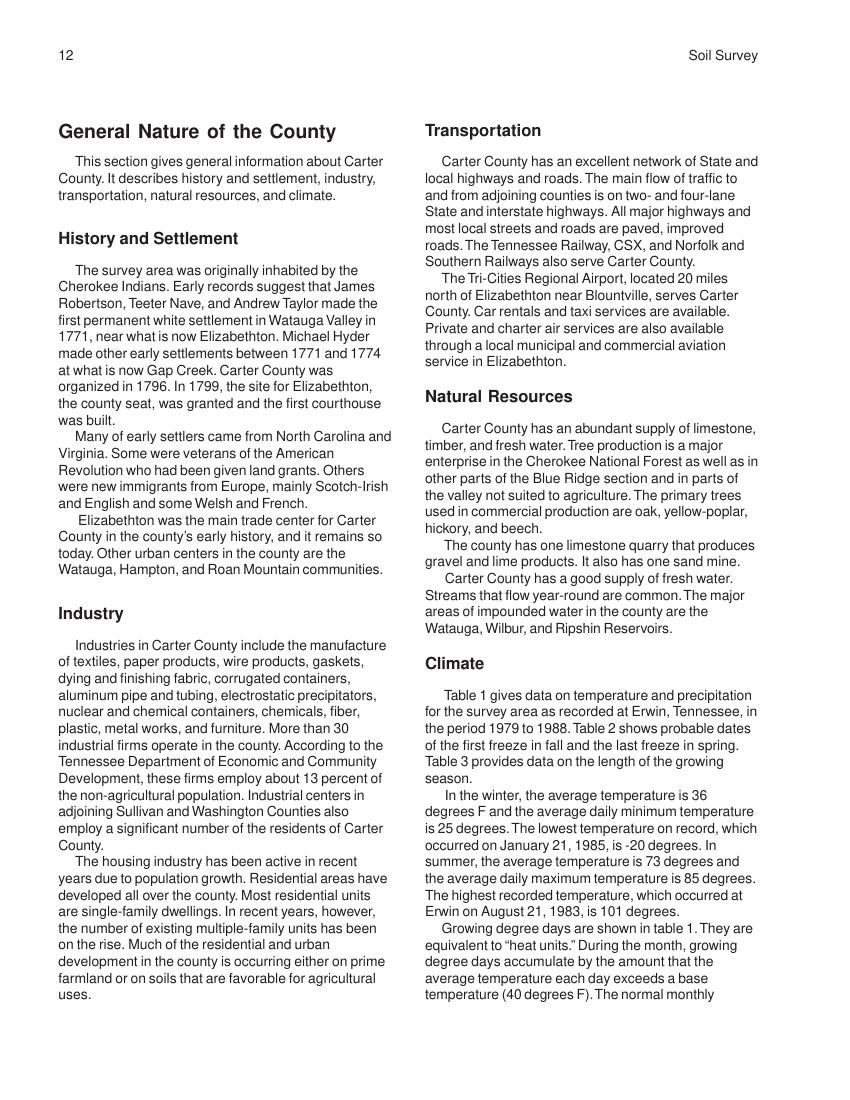 12
Soil Survey
General Nature of the County
This section gives general information about Carter
County. It describes history and settlement, industry,
transportation, natural resources, and climate.
History and Settlement
The survey area was originally inhabited by the
Cherokee Indians. Early records suggest that James
Robertson, Teeter Nave, and Andrew Taylor made the
first permanent white settlement in Watauga Valley in
1771, near what is now Elizabethton. Michael Hyder
made other early settlements between 1771 and 1774
at what is now Gap Creek. Carter County was
organized in 1796. In 1799, the site for Elizabethton,
the county seat, was granted and the first courthouse
was built.
Many of early settlers came from North Carolina and
Virginia. Some were veterans of the American
Revolution who had been given land grants. Others
were new immigrants from Europe, mainly Scotch-Irish
and English and some Welsh and French.
Elizabethton was the main trade center for Carter
County in the county's early history, and it remains so
today. Other urban centers in the county are the
Watauga, Hampton, and Roan Mountain communities.
Industry
Industries in Carter County include the manufacture
of textiles, paper products, wire products, gaskets,
dying and finishing fabric, corrugated containers,
aluminum pipe and tubing, electrostatic precipitators,
nuclear and chemical containers, chemicals, fiber,
plastic, metal works, and furniture. More than 30
industrial firms operate in the county. According to the
Tennessee Department of Economic and Community
Development, these firms employ about 13 percent of
the non-agricultural population. Industrial centers in
adjoining Sullivan and Washington Counties also
employ a significant number of the residents of Carter
County.
The housing industry has been active in recent
years due to population growth. Residential areas have
developed all over the county. Most residential units
are single-family dwellings. In recent years, however,
the number of existing multiple-family units has been
on the rise. Much of the residential and urban
development in the county is occurring either on prime
farmland or on soils that are favorable for agricultural
uses.
Transportation
Carter County has an excellent network of State and
local highways and roads. The main flow of traffic to
and from adjoining counties is on two- and four-lane
State and interstate highways. All major highways and
most local streets and roads are paved, improved
roads. The Tennessee Railway, CSX, and Norfolk and
Southern Railways also serve Carter County.
The Tri-Cities Regional Airport, located 20 miles
north of Elizabethton near Blountville, serves Carter
County. Car rentals and taxi services are available.
Private and charter air services are also available
through a local municipal and commercial aviation
service in Elizabethton.
Natural Resources
Carter County has an abundant supply of limestone,
timber, and fresh water. Tree production is a major
enterprise in the Cherokee National Forest as well as in
other parts of the Blue Ridge section and in parts of
the valley not suited to agriculture. The primary trees
used in commercial production are oak, yellow-poplar,
hickory, and beech.
The county has one limestone quarry that produces
gravel and lime products. It also has one sand mine.
Carter County has a good supply of fresh water.
Streams that flow year-round are common. The major
areas of impounded water in the county are the
Watauga, Wilbur, and Ripshin Reservoirs.
Climate
Table 1 gives data on temperature and precipitation
for the survey area as recorded at Erwin, Tennessee, in
the period 1979 to 1988. Table 2 shows probable dates
of the first freeze in fall and the last freeze in spring.
Table 3 provides data on the length of the growing
season.
In the winter, the average temperature is 36
degrees F and the average daily minimum temperature
is 25 degrees. The lowest temperature on record, which
occurred on January 21, 1985, is -20 degrees. In
summer, the average temperature is 73 degrees and
the average daily maximum temperature is 85 degrees.
The highest recorded temperature, which occurred at
Erwin on August 21, 1983, is 101 degrees.
Growing degree days are shown in table 1. They are
equivalent to “heat units.” During the month, growing
degree days accumulate by the amount that the
average temperature each day exceeds a base
temperature (40 degrees F). The normal monthly